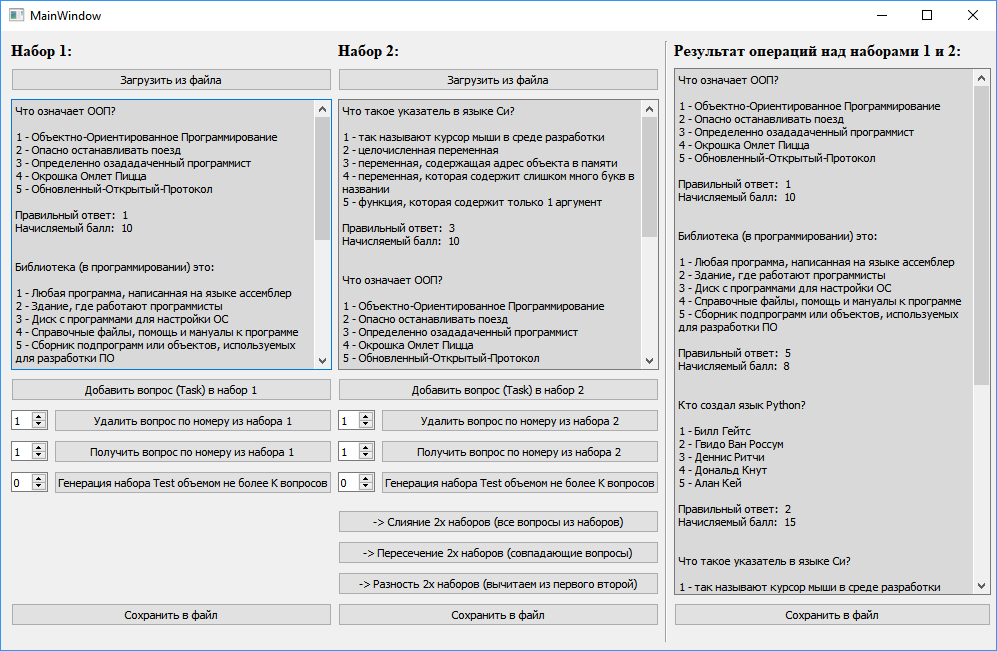 MainWindow
Набор 1:
Загрузить из файла
Что означает ООП?
1 - Объектно-Ориентированное Программирование
2 - Опасно останавливать поезд
3 - Определенно озададачений программист
4 - Окрошка Омлет Пицца
5 - Обновленный-Открытый-Протокол
Правильный ответ:  1
Начисляемый балл:  10
Библиотека (в программировании) это:
1 - Любая программа, написанная на языке ассемблер
2 - Здание, где работают программисты
3 - Диск с программами для настройки ОС
4 - Справочные файлы, помощь и мануалы к программе
5 - Сборник подпрограмм или объектов, используемых
для разработки ПО
Добавить вопрос (Task) в набор 1
1
Удалить вопрос по номеру из набора 1
1
Получить вопрос по номеру из набора 1
0
Генерация набора Test объемом не более К вопросов
Сохранить в файл
Набор 2:
Загрузить из файла
Что такое указатель в языке Си?
1 - так называют курсор мыши в среде разработки
2 - целочисленная переменная
3 - переменная, содержащая адрес объекта в памяти
4 - переменная, которая содержит слишком много букв в
названии
5 - функция, которая содержит только 1 аргумент
Правильный ответ:  3
Начисляемый балл:  10
Что означает ООП?
1 - Объектно-Ориентированное Программирование
2 - Опасно останавливать поезд
3 - Определенно озададаченный программист
4 - Окрошка Омлет Пицца
5 - Обновленный-Открытый-Протокол
Добавить вопрос (Task) в набор 2
1
Удалить вопрос по номеру из набора 2
1
Получить вопрос по номеру из набора 2
0
Генерация набора Test объемом не более К вопросов
-> Слияние 2х наборов (все вопросы из наборов)
-> Пересечение 2х наборов (совпадающие вопросы)
-> Разность 2х наборов (вычитаем из первого второй)
Сохранить в файл
Результат операций над наборами 1 и 2:
Что означает ООП?
1 - Объектно-Ориентированное Программирование
2 - Опасно останавливать поезд
3 - Определенно озададаченный программист
4 - Окрошка Омлет Пицца
5 - Обновленный-Открытый-Протокол
Правильный ответ:  1
Начисляемый балл:  10
Библиотека (в программировании) это:
1 - Любая программа, написанная на языке ассемблер
2 - Здание, где работают программисты
3 - Диск с программами для настройки ОС
4 - Справочные файлы, помощь и мануалы к программе
5 - Сборник подпрограмм или объектов, используемых
для разработки ПО
Правильный ответ:  5
Начисляемый балл:  8
Кто создал язык Python?
1 - Билл Гейтс
2 - Гвидо Ван Россум
3 - Деннис Ритчи
4 - Дональд Кнут
5 - Алан Кей
Правильный ответ:  2
Начисляемый балл:  15
Что такое указатель в языке Си?
1 - так называют курсор мыши в среде разработки
Сохранить в файл